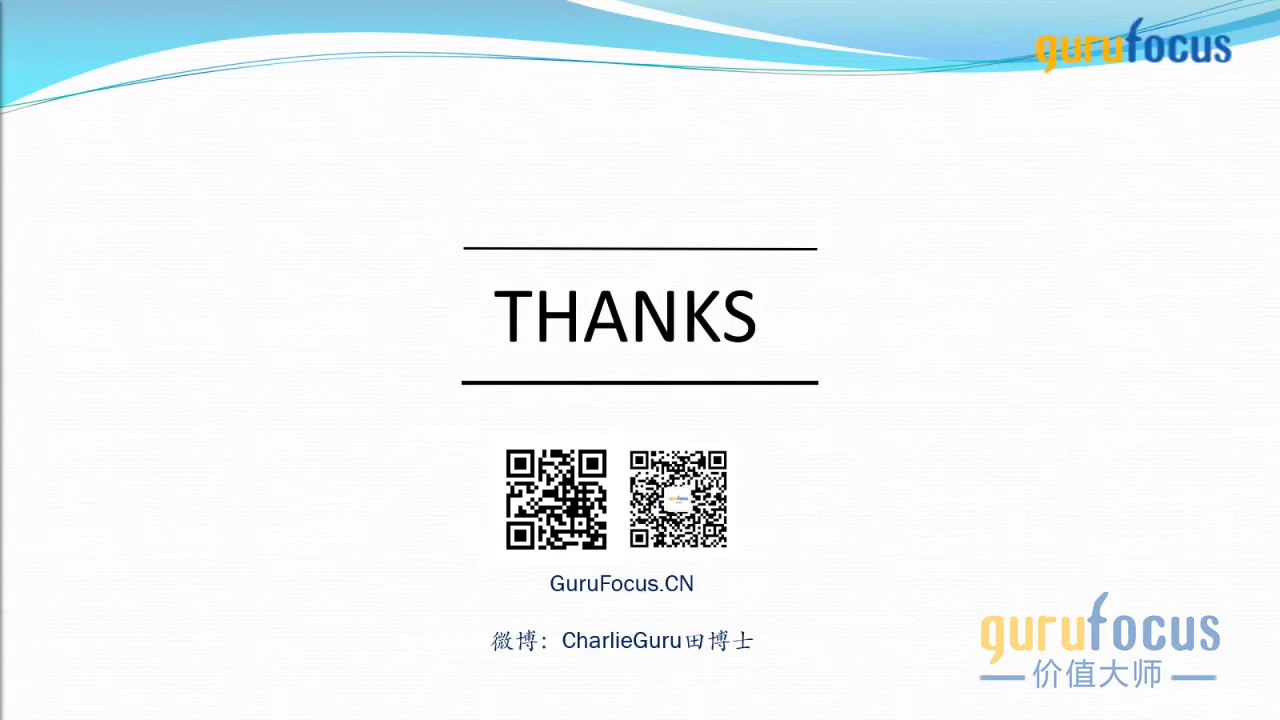 gurufocus
THANKS
GuruFocus.CN
微博：CharlieGuru田博士
gurufocus
价值大师